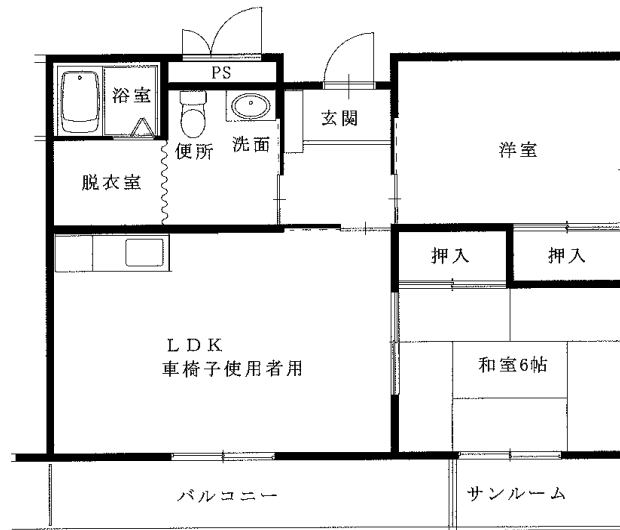 PS
浴室
玄関
便所
洗面
洋室
脱衣室
押入
押入
LDK
車椅子使用者用
和室6帖
バルコニー
サンルーム